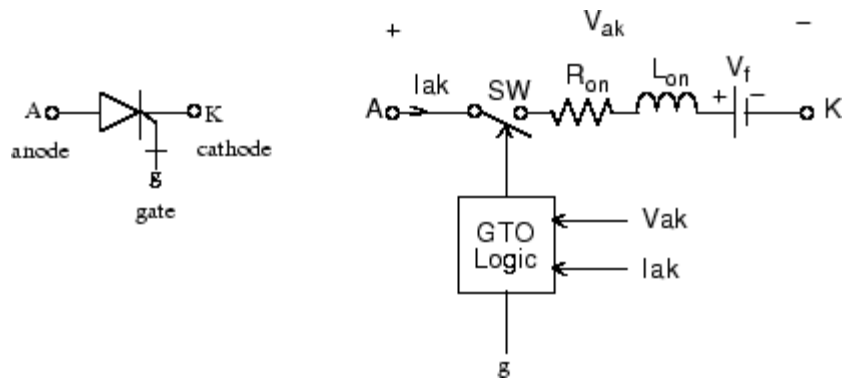 A
K
anode
cathode
g
gate
+
Vak
−
Iak
SW
Ron
Lon
Vf
+
−
A
K
GTO
Logic
Vak
Iak
g